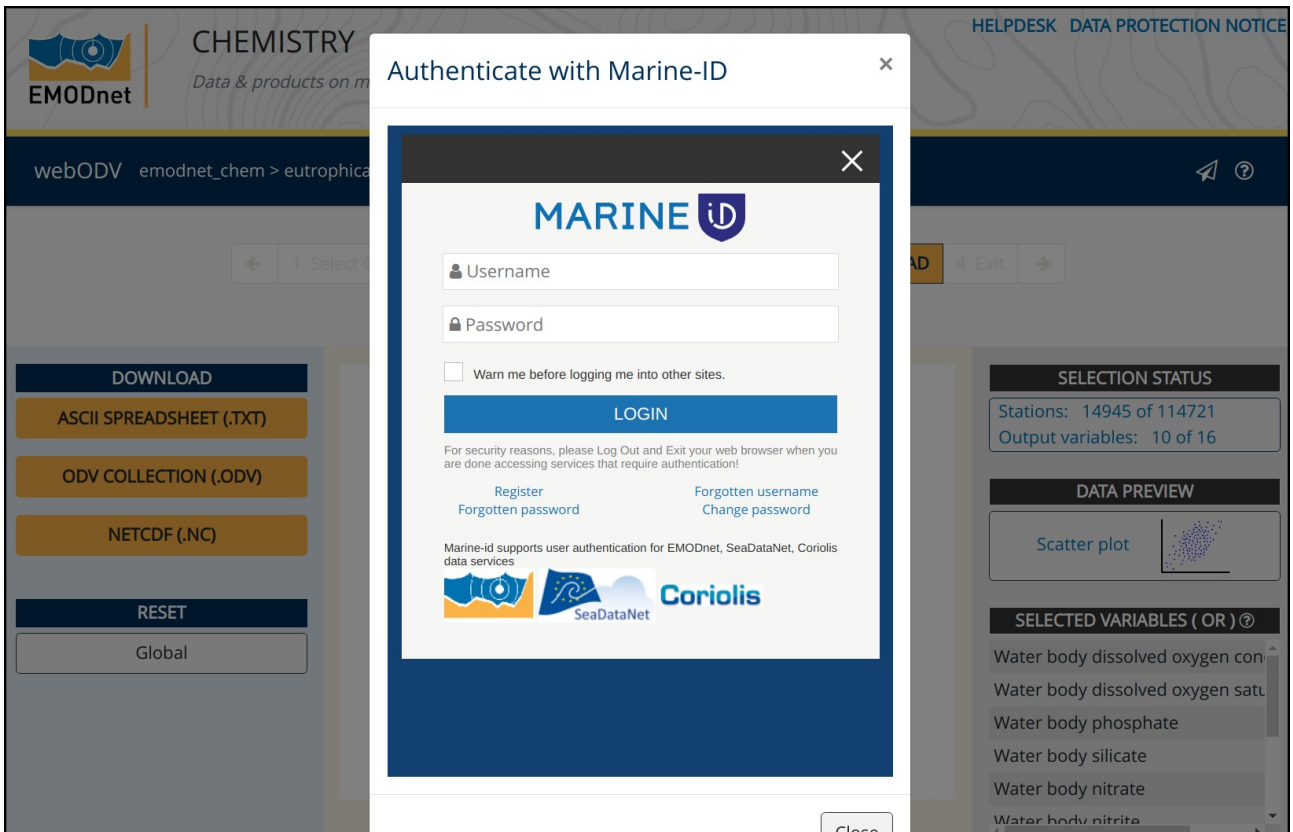 HELPDESK DATA PROTECTION NOTICE
EMODnet
CHEMISTRY
Data & products on m
Authenticate with Marine-ID
×
webODV emodnet_chem > eutrophica
MARINE iD
Username
Password
Warn me before logging me into other sites.
LOGIN
For security reasons, please Log Out and Exit your web browser when you
are done accessing services that require authentication!
Register
Forgotten username
Forgotten password
Change password
Marine-id supports user authentication for EMODnet, SeaDataNet, Coriolis
data services
SeaDataNet
Coriolis
Close
1. Select
AD
4. Exit
DOWNLOAD
ASCII SPREADSHEET (.TXT)
ODV COLLECTION (.ODV)
NETCDF (.NC)
RESET
Global
SELECTION STATUS
Stations: 14945 of 114721
Output variables: 10 of 16
DATA PREVIEW
Scatter plot
SELECTED VARIABLES ( OR )
Water body dissolved oxygen con
Water body dissolved oxygen satu
Water body phosphate
Water body silicate
Water body nitrate
Water body nitrite